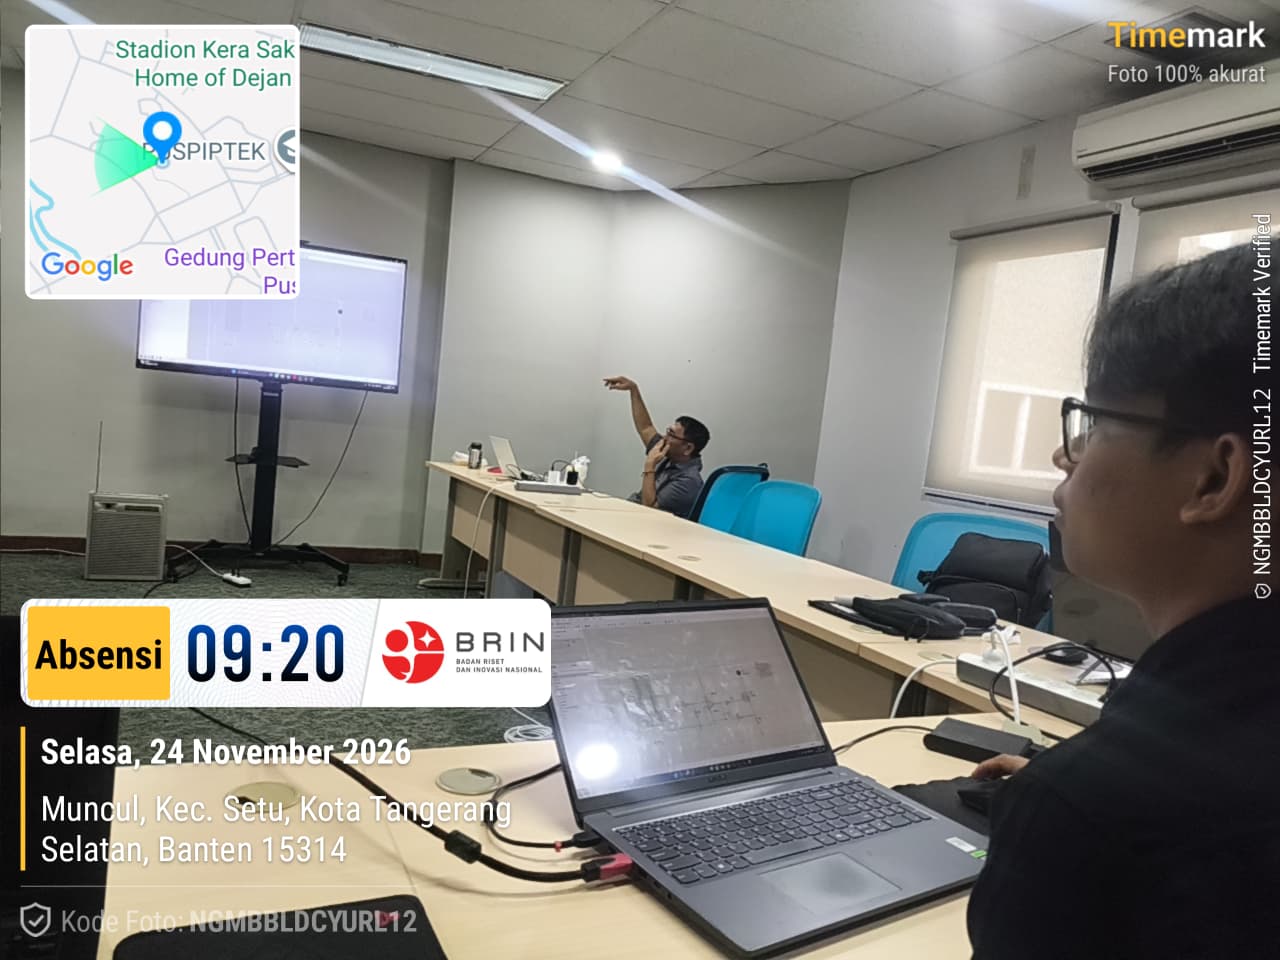 Stadion Kera Sak
Home of Dejan
PUSPIPTEK
Google
Gedung Pert
Pus
Timemark
Foto 100% akurat
NGMBBLDCYURL12 Timemark Verified
Absensi
09:20
BRIN
BADAN RISET
DAN INOVASI NASIONAL
Selasa, 24 November 2026
Muncul, Kec. Setu, Kota Tangerang
Selatan, Banten 15314
Kode Foto: NGMBBLDCYURL12